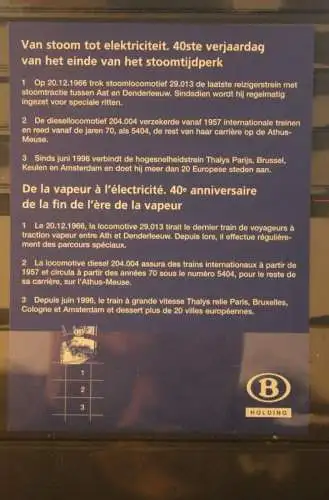 Van stoom tot elektriciteit. 40ste verjaardag
van het einde van het stoomtijdperk
1 Op 20.12.1966 trok stoomlocomotief 29.013 de laatste reizigerstrein met
stoomtractie tussen Aat en Denderleeuw. Sindsdien wordt hij regelmatig
ingezet voor speciale ritten.
2 De diesellocomotief 204.004 verzekerde vanaf 1957 internationale treinen
en reed vanaf de jaren 70, als 5404, de rest van haar carrière op de Athus-
Meuse.
3 Sinds juni 1996 verbindt de hogesnelheidstrein Thalys Parijs, Brussel,
Keulen en Amsterdam en doet hij meer dan 20 Europese steden aan.
De la vapeur à l'électricité. 40e anniversaire
de la fin de l'ère de la vapeur
1 Le 20.12.1966, la locomotive 29.013 tirait le dernier train de voyageurs à
traction vapeur entre Ath et Denderleeuw. Depuis lors, il effectue régulière-
ment des parcours spéciaux.
2 La locomotive diesel 204.004 assura des trains internationaux à partir de
1957 et circula à partir des années 70 sous le numéro 5404, pour le reste de
sa carrière, sur l'Athus-Meuse.
3 Depuis juin 1996, le train à grande vitesse Thalys relie Paris, Bruxelles,
Cologne et Amsterdam et dessert plus de 20 villes européennes.
1
2
3
B
HOLDING